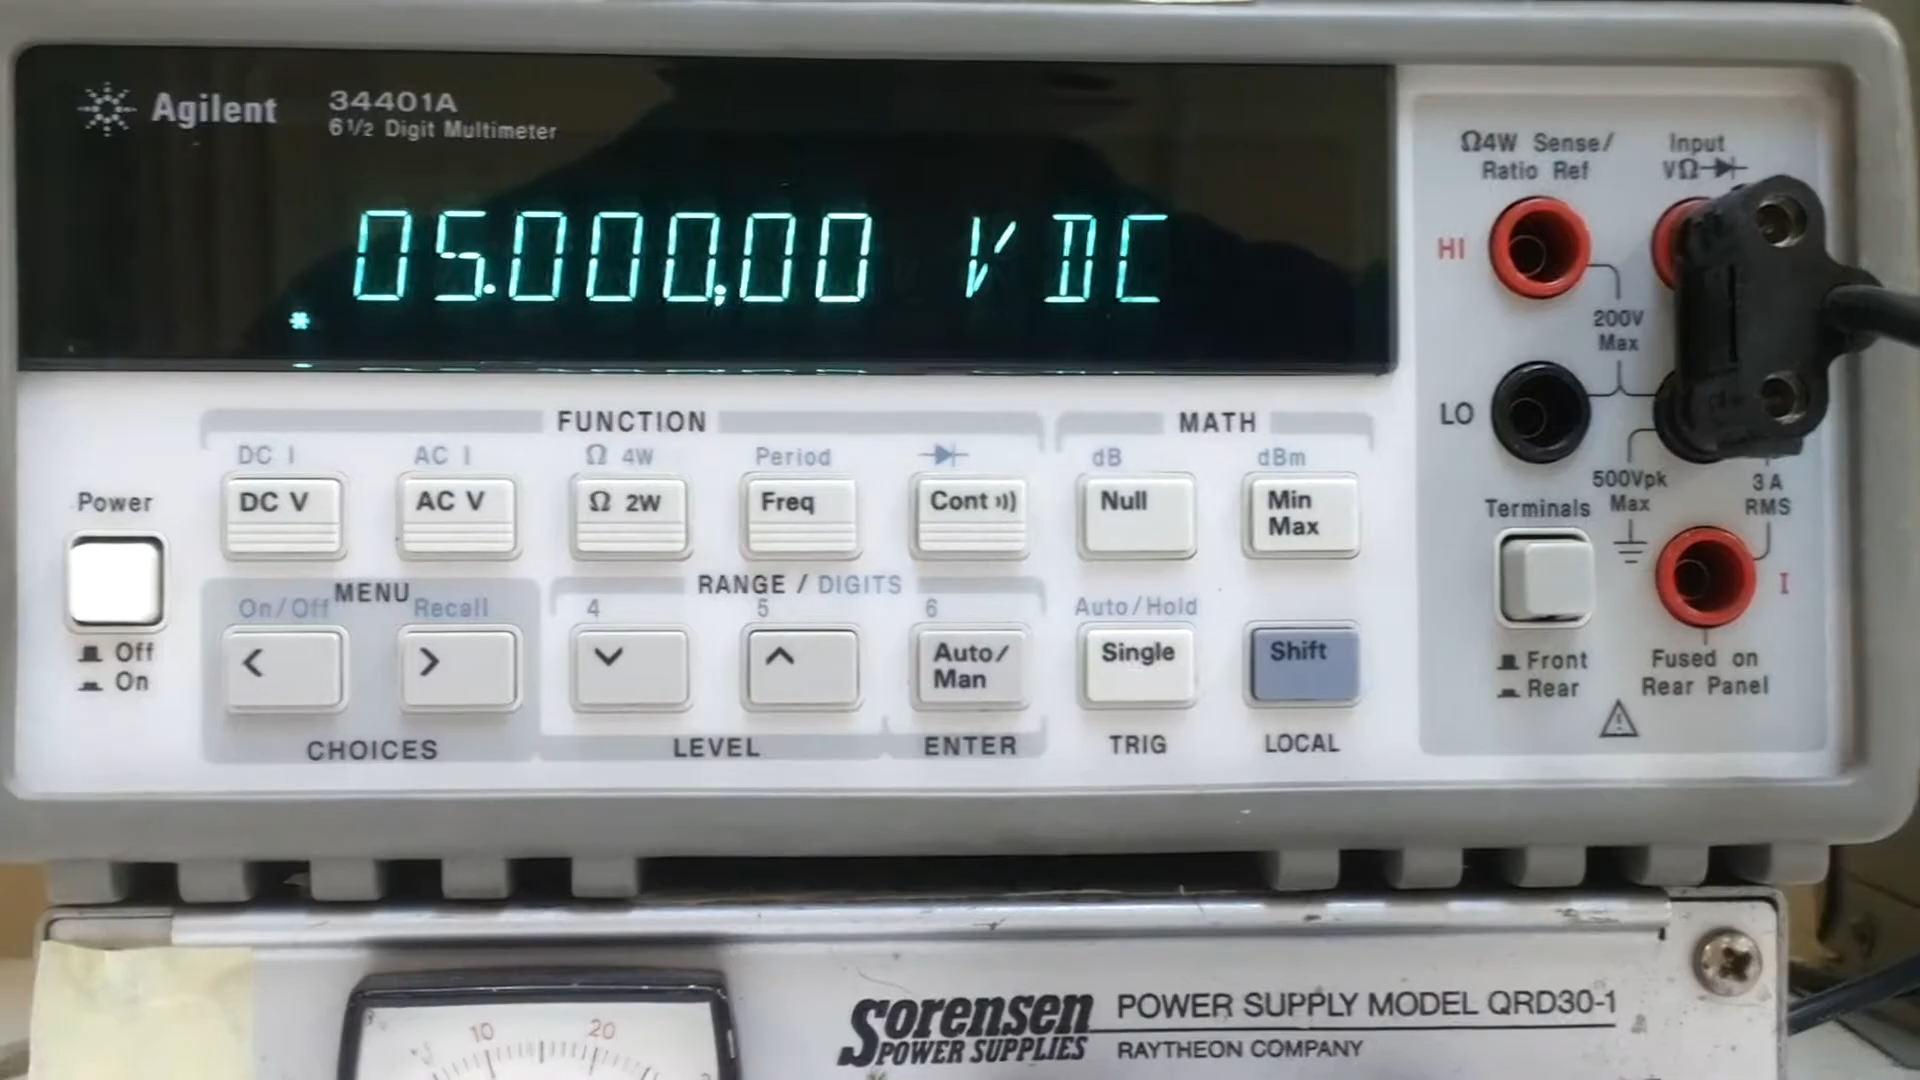 Agilent
34401A
6½ Digit Multimeter
05.000,00 V DC
*
Ω4W Sense/
Ratio Ref
Input
VΩ
HI
200V
Max
LO
500Vpk
Max
3A
RMS
FUNCTION
MATH
DC I
AC I
Ω 4W
Period
dB
dBm
Power
DC V
AC V
Ω 2W
Freq
Cont
Null
Min
Max
Terminals
I
MENU
RANGE / DIGITS
On/Off
Recall
4
5
6
Auto/Hold
Off
On
<
>
Auto/
Man
Single
Shift
Front
Rear
Fused on
Rear Panel
CHOICES
LEVEL
ENTER
TRIG
LOCAL
10
20
Sorensen
POWER SUPPLIES
POWER SUPPLY MODEL QRD30-1
RAYTHEON COMPANY